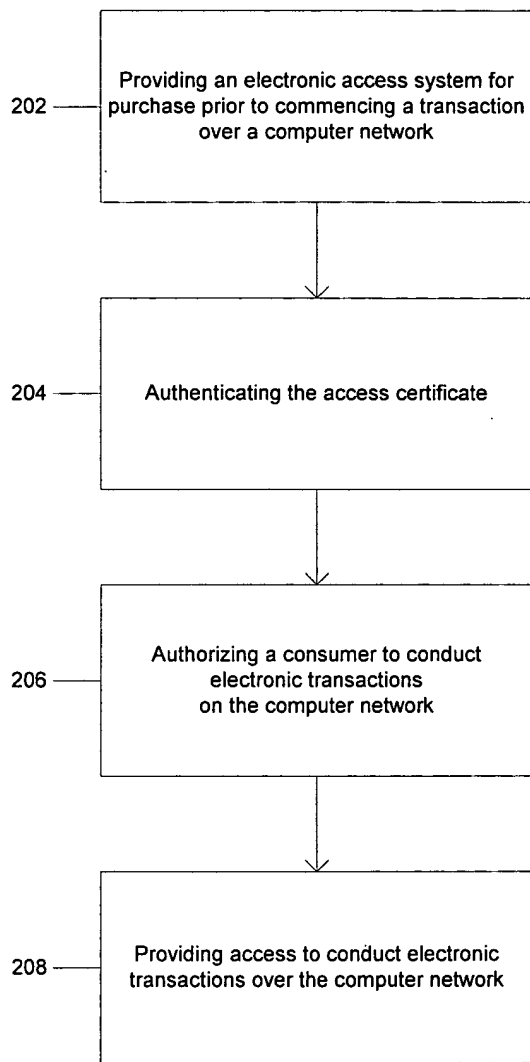 202
Providing an electronic access system for
purchase prior to commencing a transaction
over a computer network
204
Authenticating the access certificate
206
Authorizing a consumer to conduct
electronic transactions
on the computer network
208
Providing access to conduct electronic
transactions over the computer network